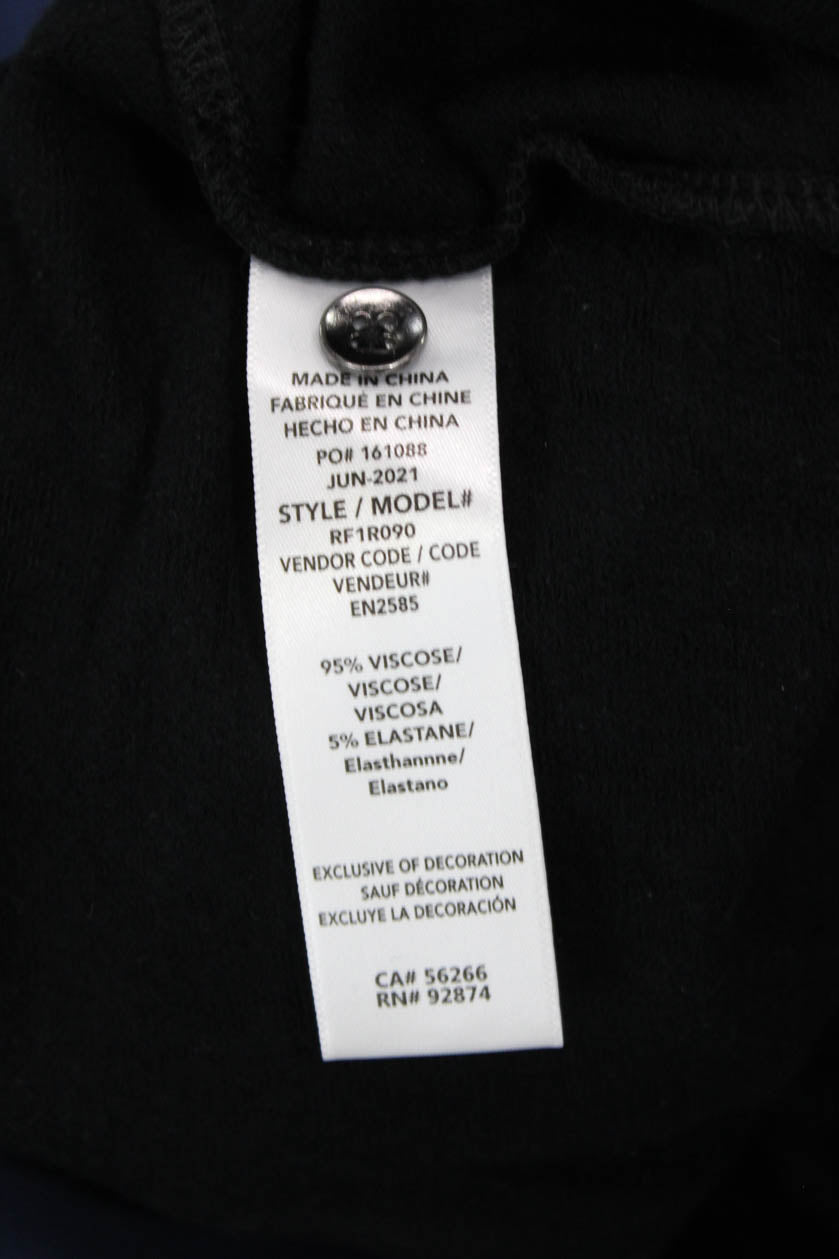 MADE IN CHINA
FABRIQUÉ EN CHINE
HECHO EN CHINA
PO# 161088
JUN-2021
STYLE / MODEL#
RF1R090
VENDOR CODE / CODE
VENDEUR#
EN2585
95% VISCOSE/
VISCOSE/
VISCOSA
5% ELASTANE/
Elasthannne/
Elastano
EXCLUSIVE OF DECORATION
SAUF DÉCORATION
EXCLUYE LA DECORACIÓN
CA# 56266
RN# 92874